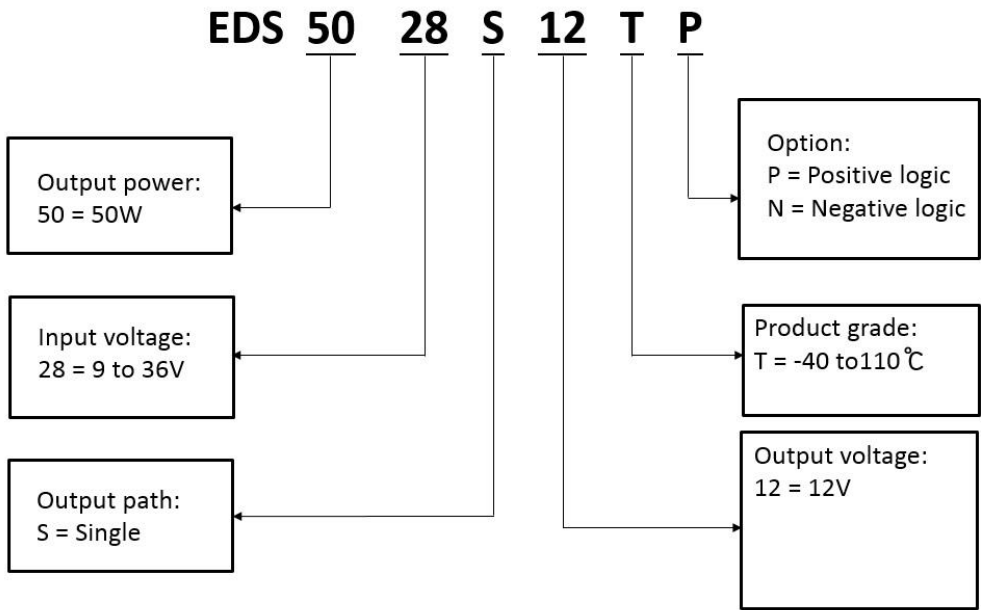 EDS 50 28 S 12 T P
Output power:
50 = 50W
Input voltage:
28 = 9 to 36V
Output path:
S = Single
Option:
P = Positive logic
N = Negative logic
Product grade:
T = -40 to110℃
Output voltage:
12 = 12V